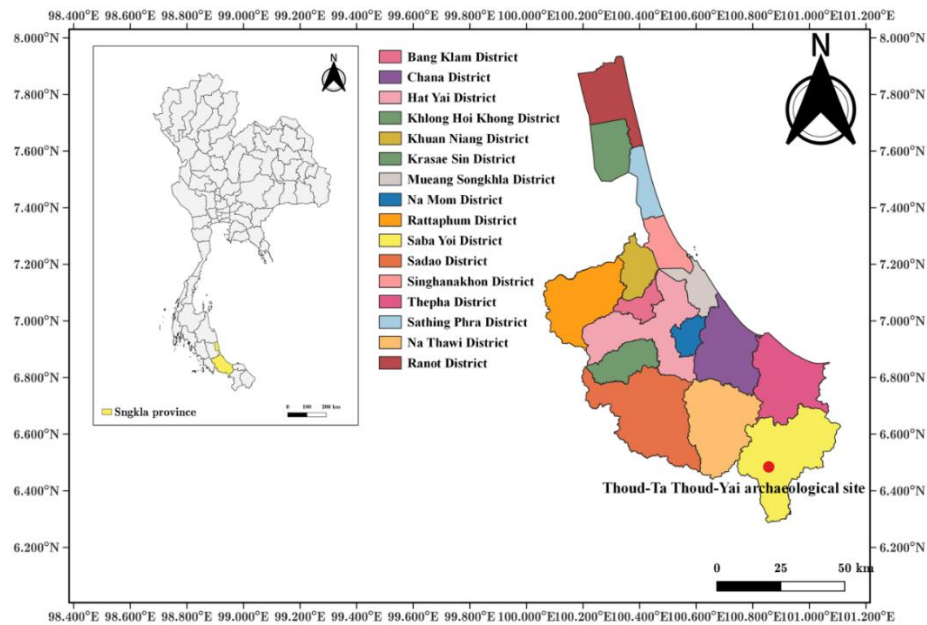 98.400°E 98.600°E 98.800°E 99.000°E 99.200°E 99.400°E 99.600°E 99.800°E 100.000°E 100.200°E 100.400°E 100.600°E 100.800°E 101.000°E 101.200°E
8.000°N 8.000°N
7.800°N 7.800°N
7.600°N 7.600°N
7.400°N 7.400°N
7.200°N 7.200°N
7.000°N 7.000°N
6.800°N 6.800°N
6.600°N 6.600°N
6.400°N 6.400°N
6.200°N 6.200°N
N
Sngkla province
0 100 200 km
Bang Klam District
Chana District
Hat Yai District
Khlong Hoi Khong District
Khuan Niang District
Krasae Sin District
Mueang Songkhla District
Na Mom District
Rattaphum District
Saba Yoi District
Sadao District
Singhanakhon District
Thepha District
Sathing Phra District
Na Thawi District
Ranot District
N
Thoud-Ta Thoud-Yai archaeological site
0 25 50 km
98.400°E 98.600°E 98.800°E 99.000°E 99.200°E 99.400°E 99.600°E 99.800°E 100.000°E 100.200°E 100.400°E 100.600°E 100.800°E 101.000°E 101.200°E